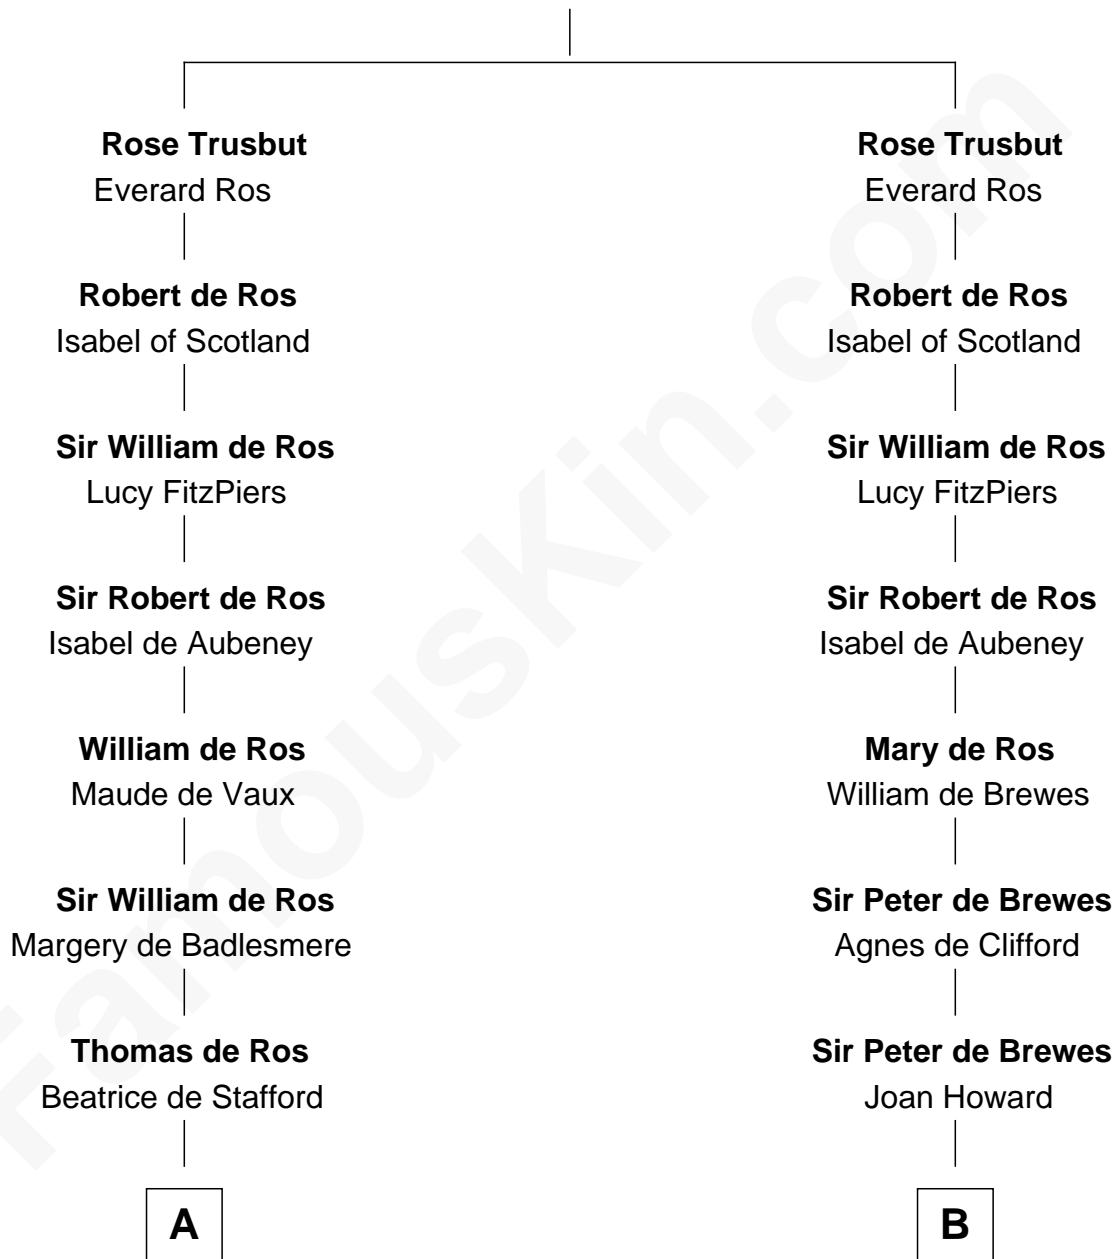 Rose Trusbut
Everard Ros
Robert de Ros
Isabel of Scotland
Sir William de Ros
Lucy FitzPiers
Sir Robert de Ros
Isabel de Aubeney
William de Ros
Maude de Vaux
Sir William de Ros
Margery de Badlesmere
Thomas de Ros
Beatrice de Stafford
A
Rose Trusbut
Everard Ros
Robert de Ros
Isabel of Scotland
Sir William de Ros
Lucy FitzPiers
Sir Robert de Ros
Isabel de Aubeney
Mary de Ros
William de Brewes
Sir Peter de Brewes
Agnes de Clifford
Sir Peter de Brewes
Joan Howard
B
FamousKin.com